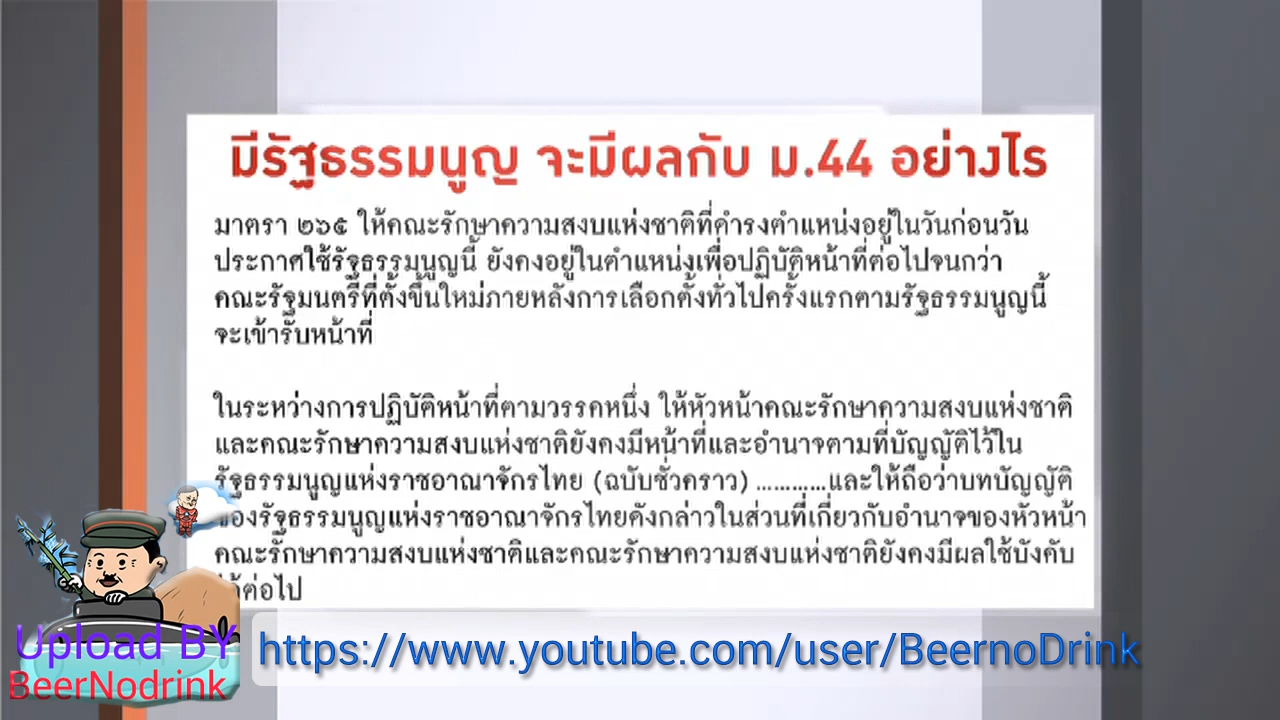 มีรัฐธรรมนูญ จะมีผลกับ ม.44 อย่างไร
มาตรา ๒๖๕ ให้คณะรักษาความสงบแห่งชาติที่ดำรงตำแหน่งอยู่ในวันก่อนวัน
ประกาศใช้รัฐธรรมนูญนี้ ยังคงอยู่ในตำแหน่งเพื่อปฏิบัติหน้าที่ต่อไปจนกว่า
คณะรัฐมนตรีที่ตั้งขึ้นใหม่ภายหลังการเลือกตั้งทั่วไปครั้งแรกตามรัฐธรรมนูญนี้
จะเข้ารับหน้าที่
ในระหว่างการปฏิบัติหน้าที่ตามวรรคหนึ่ง ให้หัวหน้าคณะรักษาความสงบแห่งชาติ
และคณะรักษาความสงบแห่งชาติยังคงมีหน้าที่และอำนาจตามที่บัญญัติไว้ใน
รัฐธรรมนูญแห่งราชอาณาจักรไทย (ฉบับชั่วคราว) ............และให้ถือว่าบทบัญญัติ
ของรัฐธรรมนูญแห่งราชอาณาจักรไทยดังกล่าวในส่วนที่เกี่ยวกับอำนาจของหัวหน้า
คณะรักษาความสงบแห่งชาติและคณะรักษาความสงบแห่งชาติยังคงมีผลใช้บังคับ
ได้ต่อไป
Upload BY
BeerNodrink
https://www.youtube.com/user/BeernoDrink